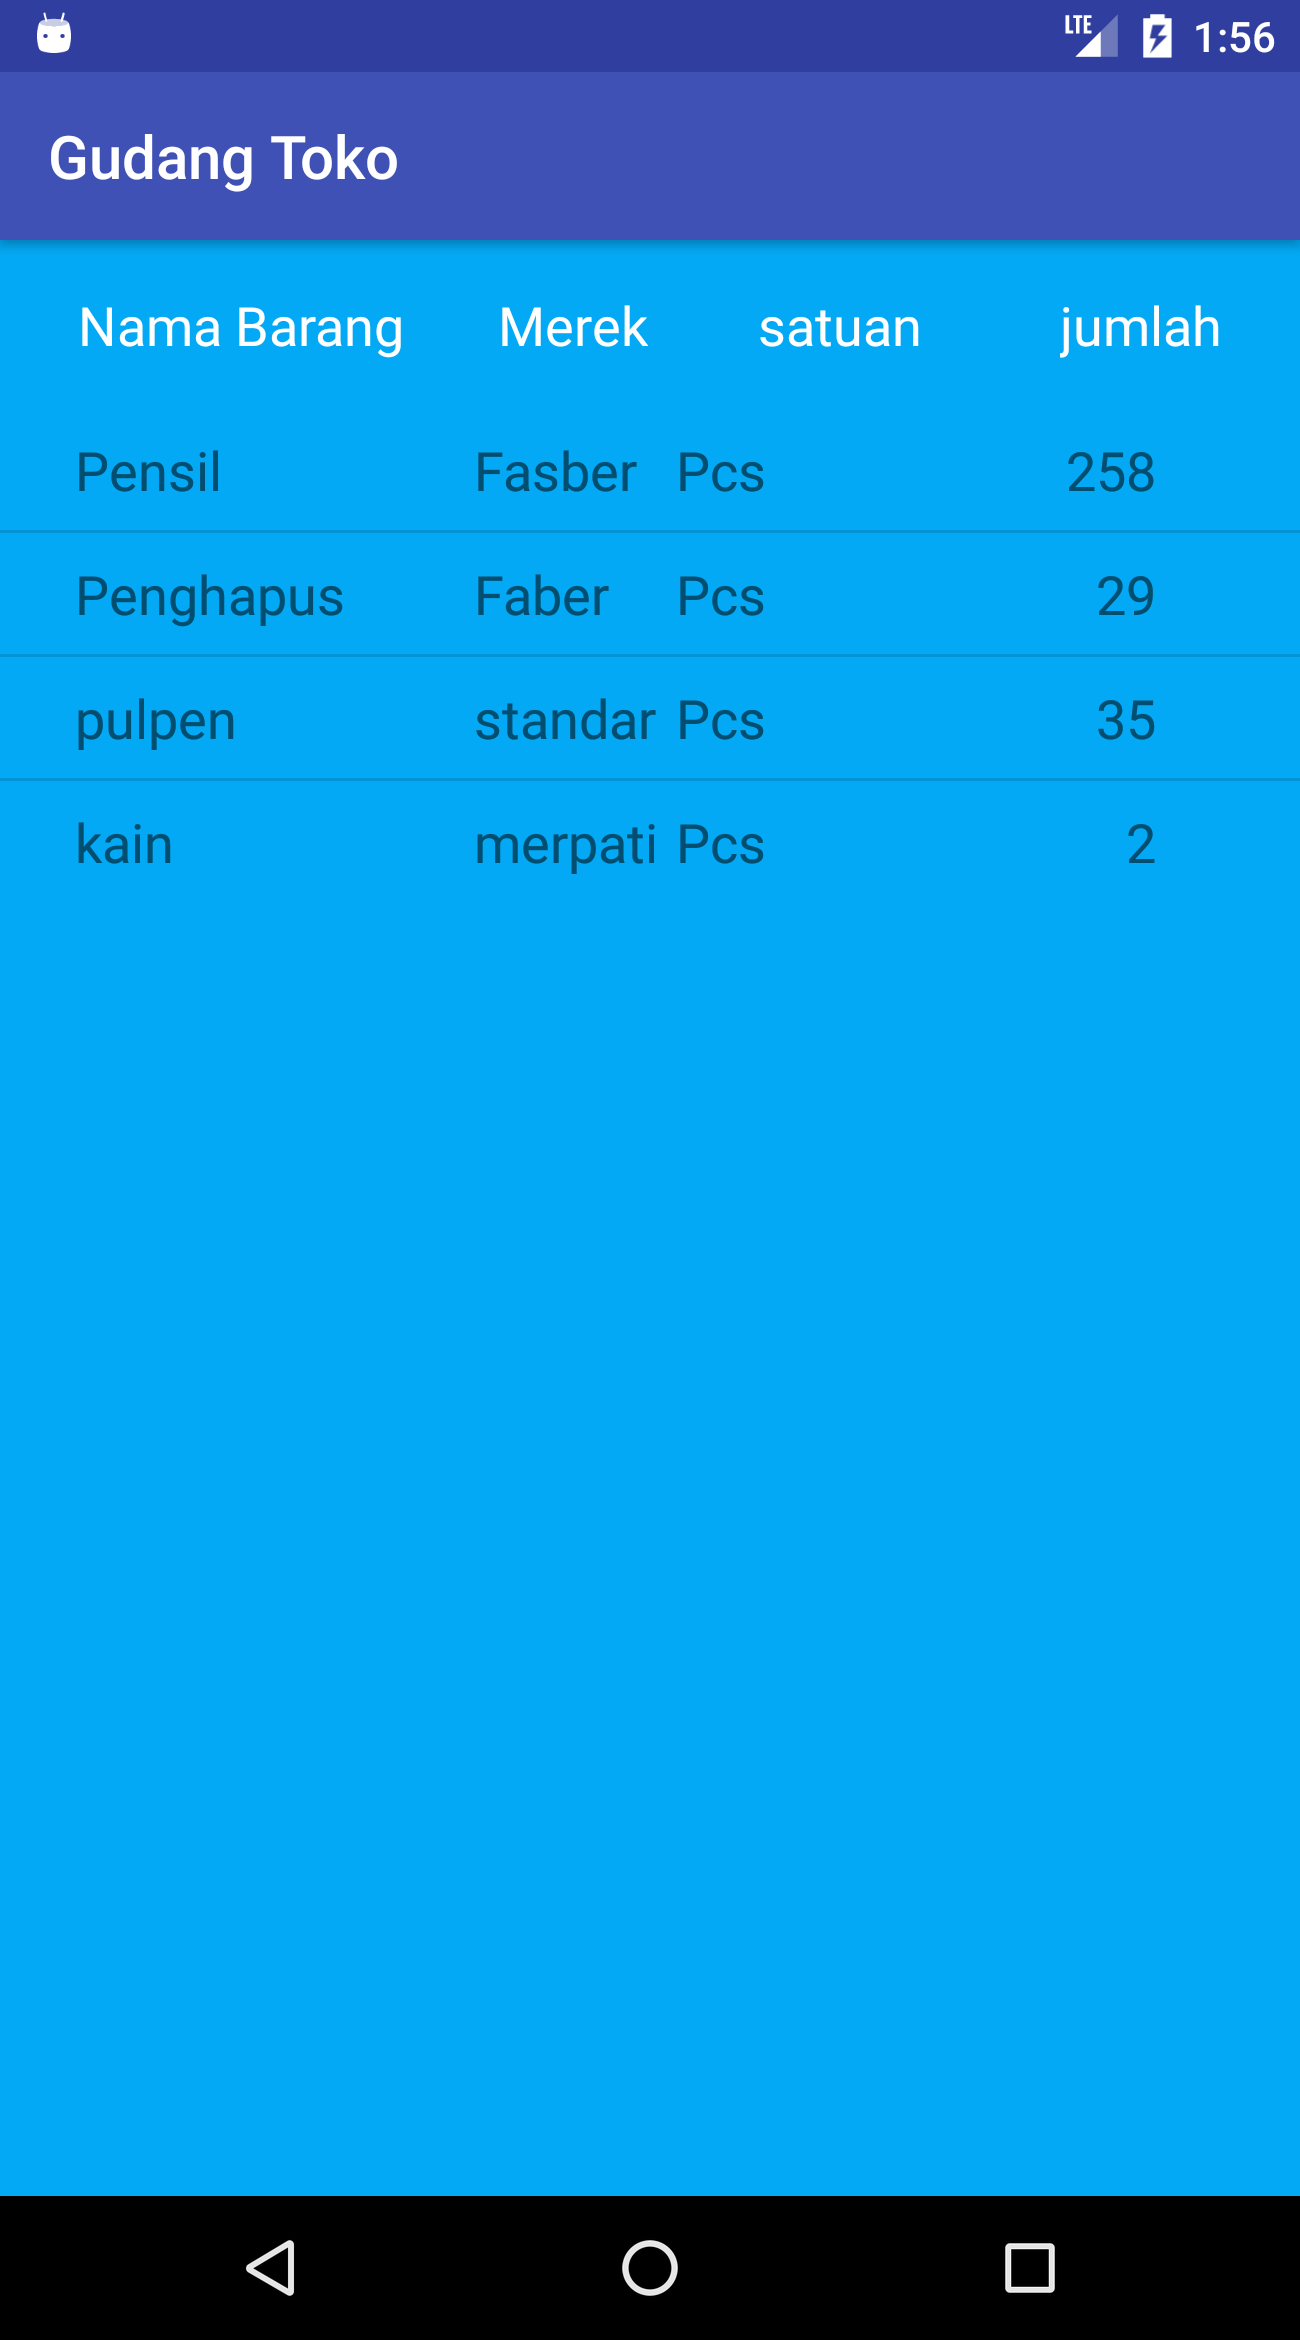 LTE 1:56
Gudang Toko
Nama Barang Merek satuan jumlah
Pensil Fasber Pcs 258
Penghapus Faber Pcs 29
pulpen standar Pcs 35
kain merpati Pcs 2